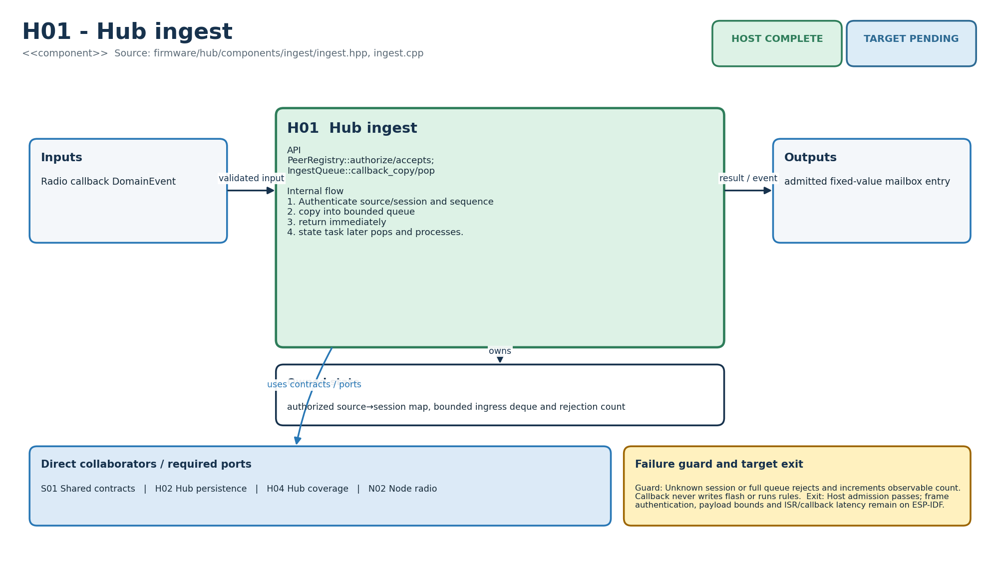 H01 - Hub ingest
<<component>>  Source: firmware/hub/components/ingest/ingest.hpp, ingest.cpp
HOST COMPLETE
TARGET PENDING
Inputs
Radio callback DomainEvent
validated input
H01  Hub ingest
API
PeerRegistry::authorize/accepts;
IngestQueue::callback_copy/pop
Internal flow
1. Authenticate source/session and sequence
2. copy into bounded queue
3. return immediately
4. state task later pops and processes.
result / event
Outputs
admitted fixed-value mailbox entry
owns
uses contracts / ports
authorized source→session map, bounded ingress deque and rejection count
Direct collaborators / required ports
S01 Shared contracts   |   H02 Hub persistence   |   H04 Hub coverage   |   N02 Node radio
Failure guard and target exit
Guard: Unknown session or full queue rejects and increments observable count.
Callback never writes flash or runs rules.  Exit: Host admission passes; frame
authentication, payload bounds and ISR/callback latency remain on ESP-IDF.